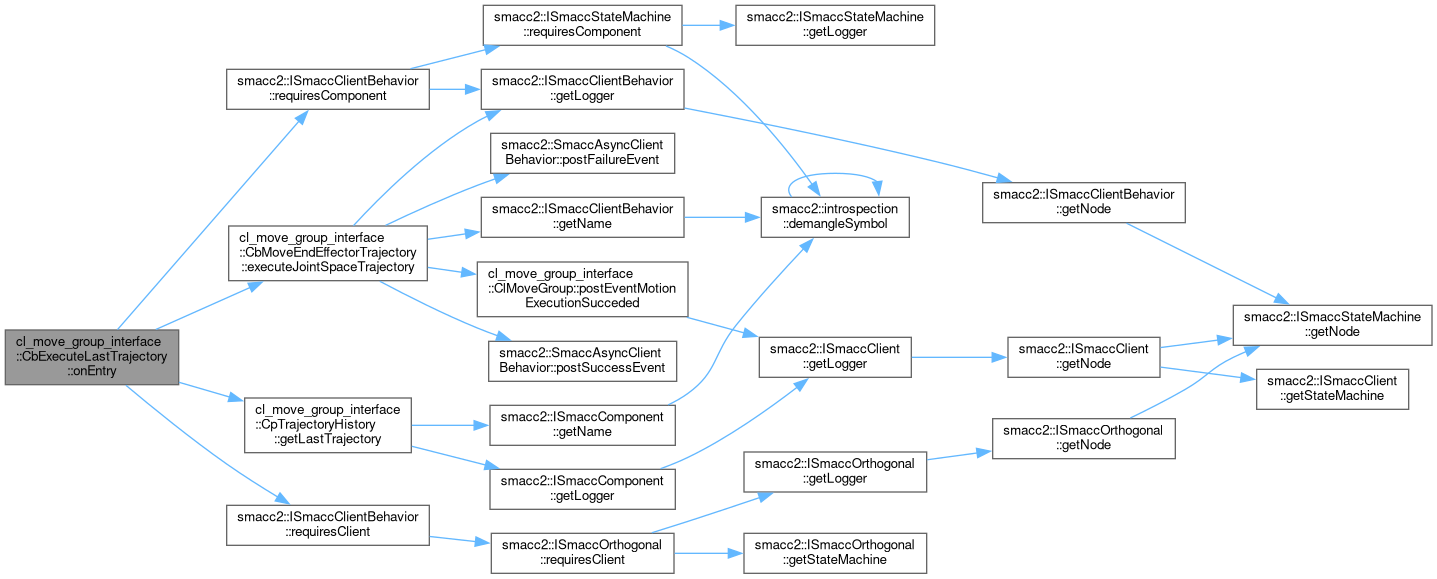 smacc2::ISmaccStateMachine
::requiresComponent
smacc2::ISmaccStateMachine
::getLogger
smacc2::ISmaccClientBehavior
::requiresComponent
smacc2::ISmaccClientBehavior
::getLogger
smacc2::SmaccAsyncClient
Behavior::postFailureEvent
smacc2::ISmaccClientBehavior
::getNode
smacc2::ISmaccClientBehavior
::getName
smacc2::introspection
::demangleSymbol
cl_move_group_interface
::CbMoveEndEffectorTrajectory
::executeJointSpaceTrajectory
cl_move_group_interface
::ClMoveGroup::postEventMotion
ExecutionSucceded
smacc2::ISmaccStateMachine
::getNode
cl_move_group_interface
::CbExecuteLastTrajectory
::onEntry
smacc2::SmaccAsyncClient
Behavior::postSuccessEvent
smacc2::ISmaccClient
::getLogger
smacc2::ISmaccClient
::getNode
smacc2::ISmaccClient
::getStateMachine
cl_move_group_interface
::CpTrajectoryHistory
::getLastTrajectory
smacc2::ISmaccComponent
::getName
smacc2::ISmaccOrthogonal
::getNode
smacc2::ISmaccComponent
::getLogger
smacc2::ISmaccOrthogonal
::getLogger
smacc2::ISmaccClientBehavior
::requiresClient
smacc2::ISmaccOrthogonal
::requiresClient
smacc2::ISmaccOrthogonal
::getStateMachine